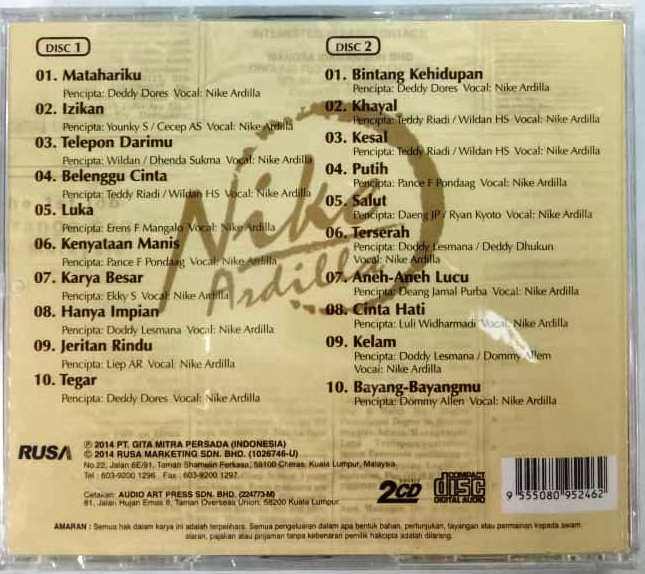 DISC 1
01. Matahariku
Pencipta: Deddy Dores Vocal: Nike Ardilla
02. Izikan
Pencipta: Younky S / Cecep AS Vocal: Nike Ardilla
03. Telepon Darimu
Pencipta: Wildan / Dhenda Sukma Vocal: Nike Ardilla
04. Belenggu Cinta
Pencipta: Teddy Riadi / Wildan HS Vocal: Nike Ardilla
05. Luka
Pencipta: Erens F Mangalo Vocal: Nike Ardilla
06. Kenyataan Manis
Pencipta: Pance F Pondaag Vocal: Nike Ardilla
07. Karya Besar
Pencipta: Ekky S Vocal: Nike Ardilla
08. Hanya Impian
Pencipta: Doddy Lesmana Vocal: Nike Ardilla
09. Jeritan Rindu
Pencipta: Liep AR Vocal: Nike Ardilla
10. Tegar
Pencipta: Deddy Dores Vocal: Nike Ardilla
DISC 2
01. Bintang Kehidupan
Pencipta: Deddy Dores Vocal: Nike Ardilla
02. Khayal
Pencipta: Teddy Riadi / Wildan HS Vocal: Nike Ardilla
03. Kesal
Pencipta: Teddy Riadi / Wildan HS Vocal: Nike Ardilla
04. Putih
Pencipta: Pance F Pondaag Vocal: Nike Ardilla
05. Salut
Pencipta: Daeng JP / Ryan Kyoto Vocal: Nike Ardilla
06. Terserah
Pencipta: Doddy Lesmana / Deddy Dhukun
Vocal: Nike Ardilla
07. Aneh-Aneh Lucu
Pencipta: Deang Jamal Purba Vocal: Nike Ardilla
08. Cinta Hati
Pencipta: Luli Widharmadi Vocal: Nike Ardilla
09. Kelam
Pencipta: Doddy Lesmana / Dommy Allem
Vocal: Nike Ardilla
10. Bayang-Bayangmu
Pencipta: Dommy Allen Vocal: Nike Ardilla
Nike
Ardilla
RUSA
℗ 2014 PT. GITA MITRA PERSADA (INDONESIA)
© 2014 RUSA MARKETING SDN. BHD. (1026746-U)
No.22, Jalan 6E/91, Taman Shamelin Perkasa, 56100 Cheras, Kuala Lumpur, Malaysia.
Tel : 603-9200 1296 Fax : 603-9200 1297
Cetakan: AUDIO ART PRESS SDN. BHD. (224773-M)
81, Jalan Hujan Emas 8, Taman Overseas Union, 58200 Kuala Lumpur.
2CD
COMPACT
disc
DIGITAL AUDIO
9 555080 952462
AMARAN : Semua hak dalam karya ini adalah terpelihara. Semua pengeluaran dalam apa bentuk bahan, pertunjukan, tayangan atau permainan kepada awam
siaran, pajakan atau pinjaman tanpa kebenaran pemilik hakcipta adalah dilarang.